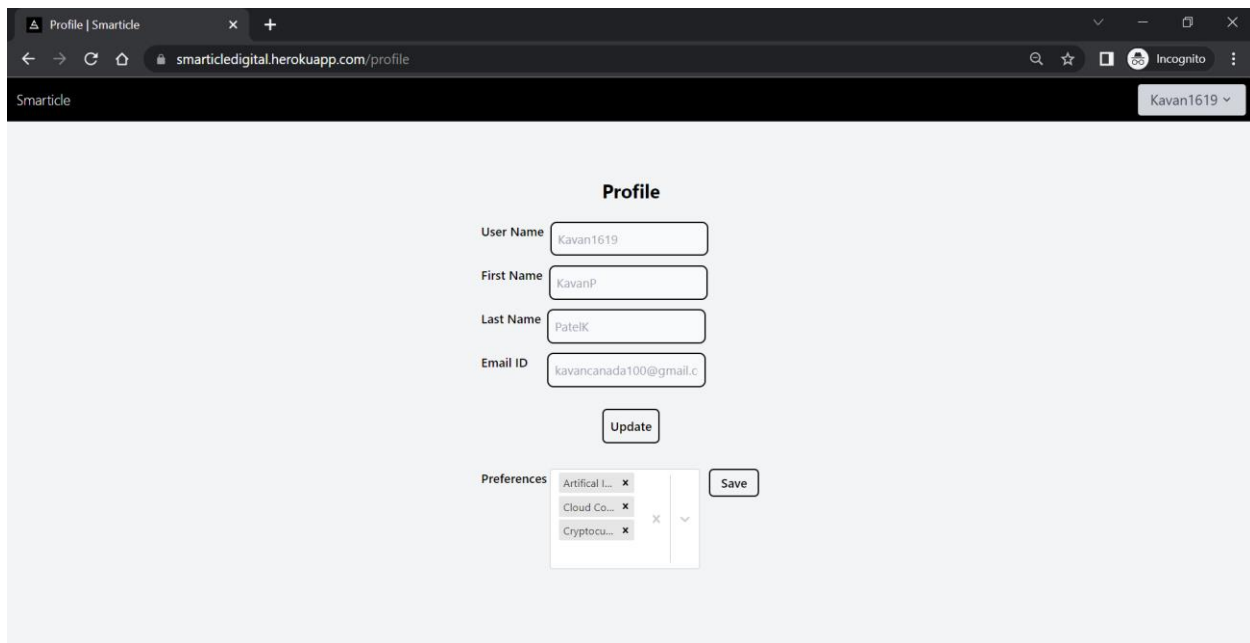 Profile | Smarticle
smarticledigital.herokuapp.com/profile
Incognito
Smarticle
Kavan1619
Profile
User Name
Kavan1619
First Name
KavanP
Last Name
PatelK
Email ID
kavancanada100@gmail.c
Update
Preferences
Artifical I...
Cloud Co...
Cryptocu...
Save